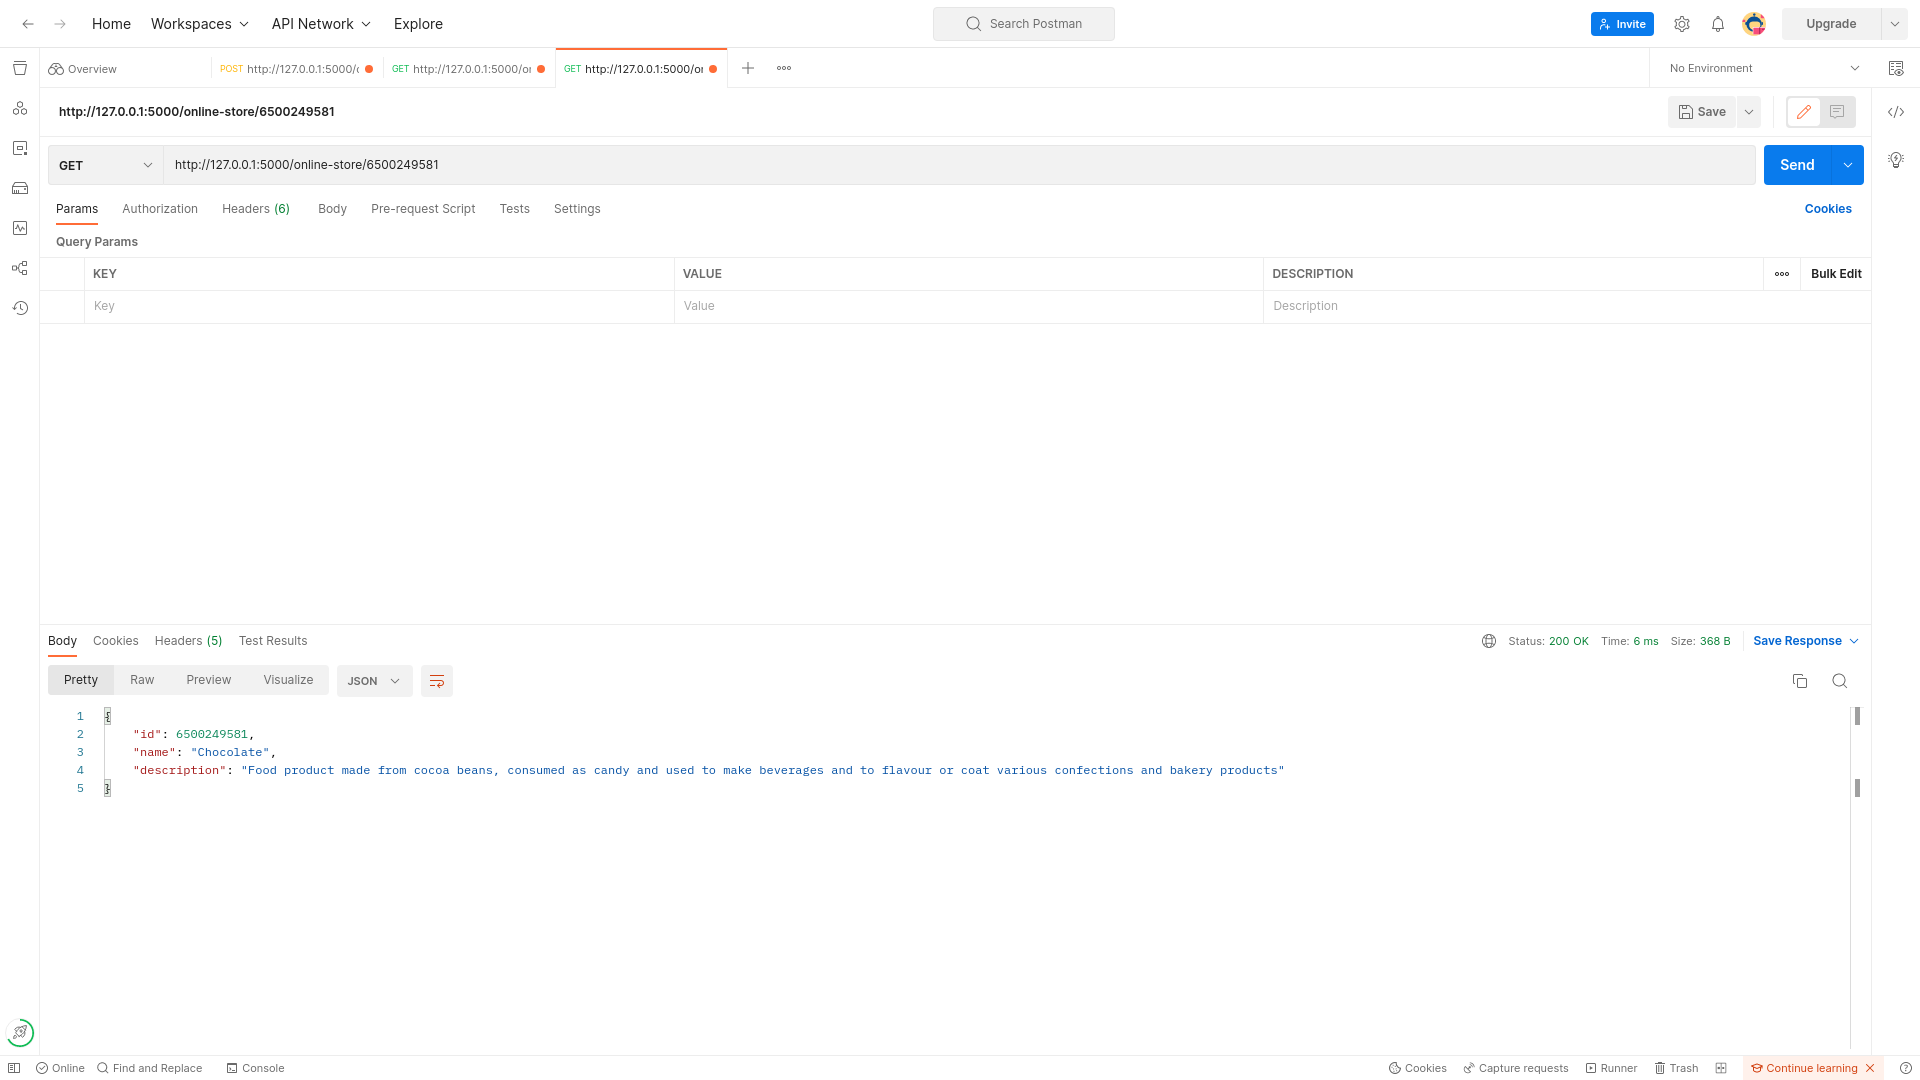 Home Workspaces API Network Explore Search Postman Invite Upgrade
Overview POST http://127.0.0.1:5000/ GET http://127.0.0.1:5000/o GET http://127.0.0.1:5000/o No Environment
http://127.0.0.1:5000/online-store/6500249581 Save
GET http://127.0.0.1:5000/online-store/6500249581 Send
Params Authorization Headers (6) Body Pre-request Script Tests Settings Cookies
Query Params
KEY VALUE DESCRIPTION Bulk Edit
Key Value Description
Body Cookies Headers (5) Test Results Status: 200 OK Time: 6 ms Size: 368 B Save Response
Pretty Raw Preview Visualize JSON
1 {
2 "id": 6500249581,
3 "name": "Chocolate",
4 "description": "Food product made from cocoa beans, consumed as candy and used to make beverages and to flavour or coat various confections and bakery products"
5 }
Online Find and Replace Console Cookies Capture requests Runner Trash Continue learning